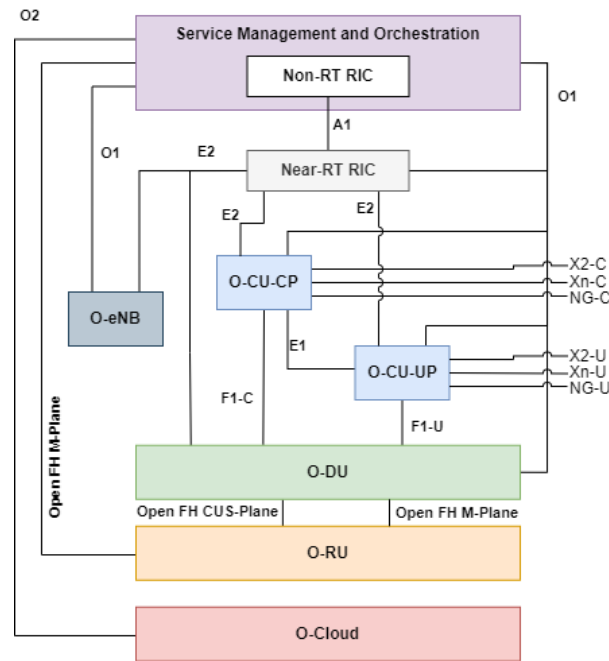 O2
Service Management and Orchestration
Non-RT RIC
O1
A1
O1
E2
Near-RT RIC
E2
E2
O-CU-CP
X2-C
Xn-C
NG-C
O-eNB
E1
O-CU-UP
X2-U
Xn-U
NG-U
F1-C
F1-U
Open FH M-Plane
O-DU
Open FH CUS-Plane
Open FH M-Plane
O-RU
O-Cloud